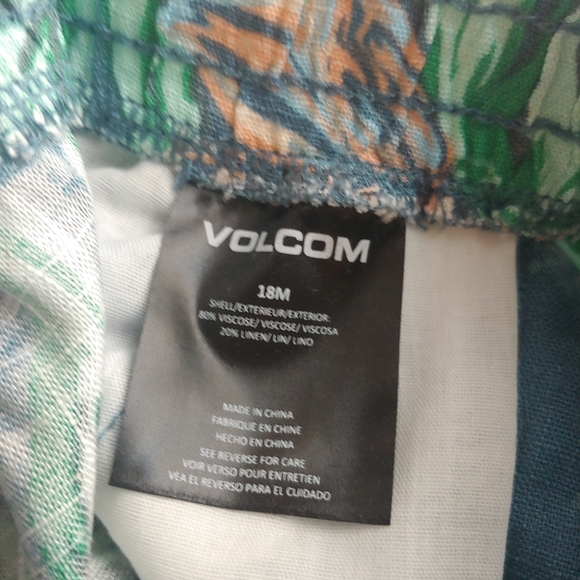 VOLCOM
18M
SHELL/EXTERIEUR/EXTERIOR:
80% VISCOSE/ VISCOSE/ VISCOSA
20% LINEN/ LIN/ LINO
MADE IN CHINA
FABRIQUE EN CHINE
HECHO EN CHINA
SEE REVERSE FOR CARE
VOIR VERSO POUR ENTRETIEN
VEA EL REVERSO PARA EL CUIDADO